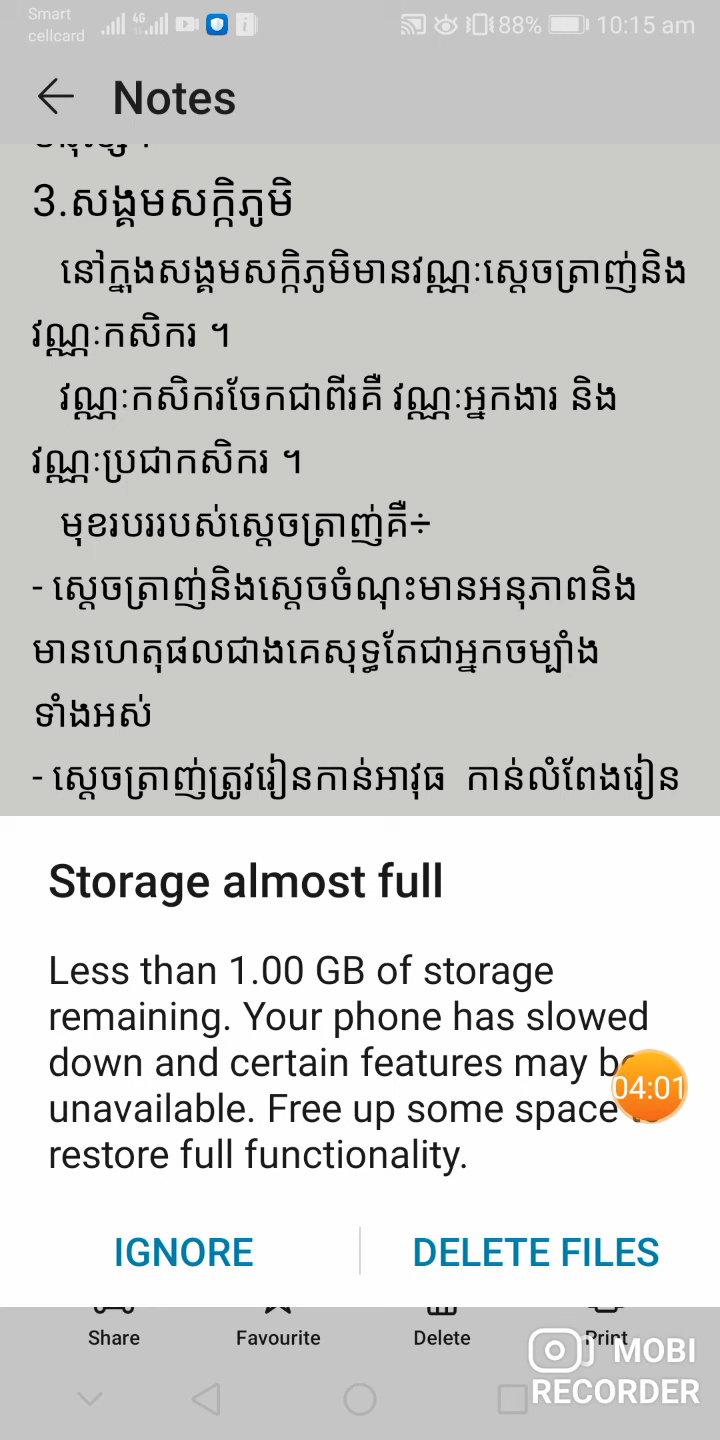 Smart
cellcard
4G
88%
10:15 am
Notes
3.សង្គមសក្កិភូមិ
នៅក្នុងសង្គមសក្កិភូមិមានវណ្ណៈស្ដេចត្រាញ់និង
វណ្ណៈកសិករ ។
វណ្ណៈកសិករចែកជាពីរគឺ វណ្ណៈអ្នកងារ និង
វណ្ណៈប្រជាកសិករ ។
មុខរបររបស់ស្ដេចត្រាញ់គឺ÷
- ស្ដេចត្រាញ់និងស្ដេចចំណុះមានអនុភាពនិង
មានហេតុផលជាងគេសុទ្ធតែជាអ្នកចម្បាំង
ទាំងអស់
- ស្ដេចត្រាញ់ត្រូវរៀនកាន់អាវុធ កាន់លំពែងរៀន
Storage almost full
Less than 1.00 GB of storage
remaining. Your phone has slowed
down and certain features may be
04:01
unavailable. Free up some space
restore full functionality.
IGNORE
DELETE FILES
Share
Favourite
Delete
Print
MOBI
RECORDER